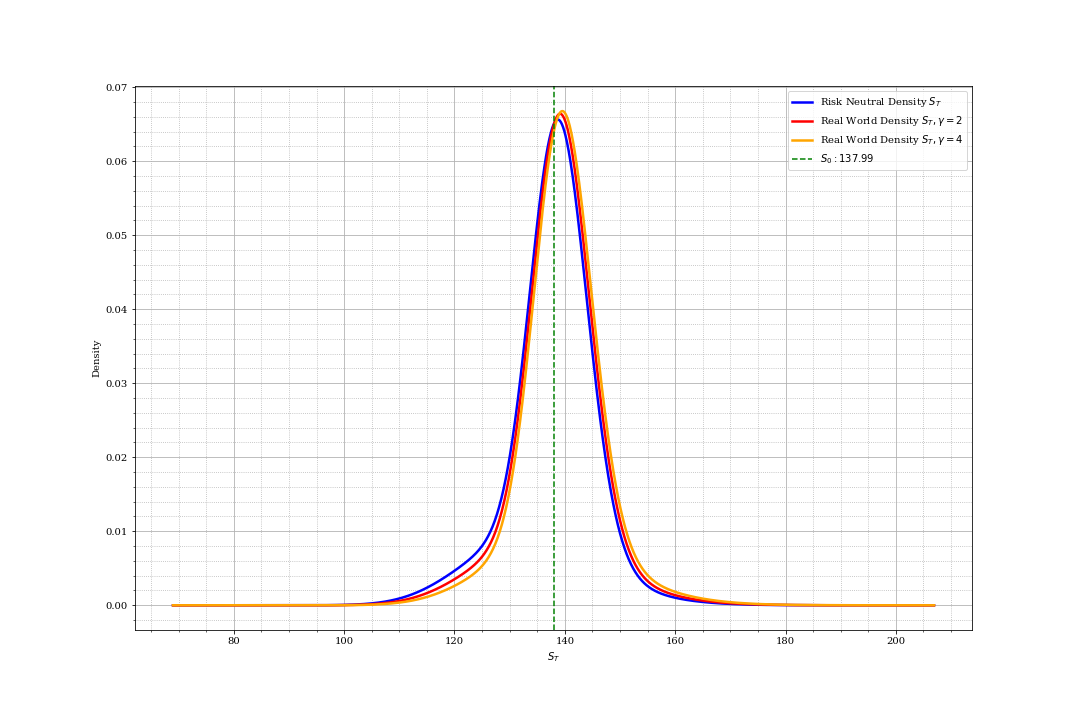 0.07
0.06
0.05
0.04
0.03
0.02
0.01
0.00
Density
80
100
120
140
160
180
200
S_T
Risk Neutral Density S_T
Real World Density S_T, γ = 2
Real World Density S_T, γ = 4
S_0 : 137.99